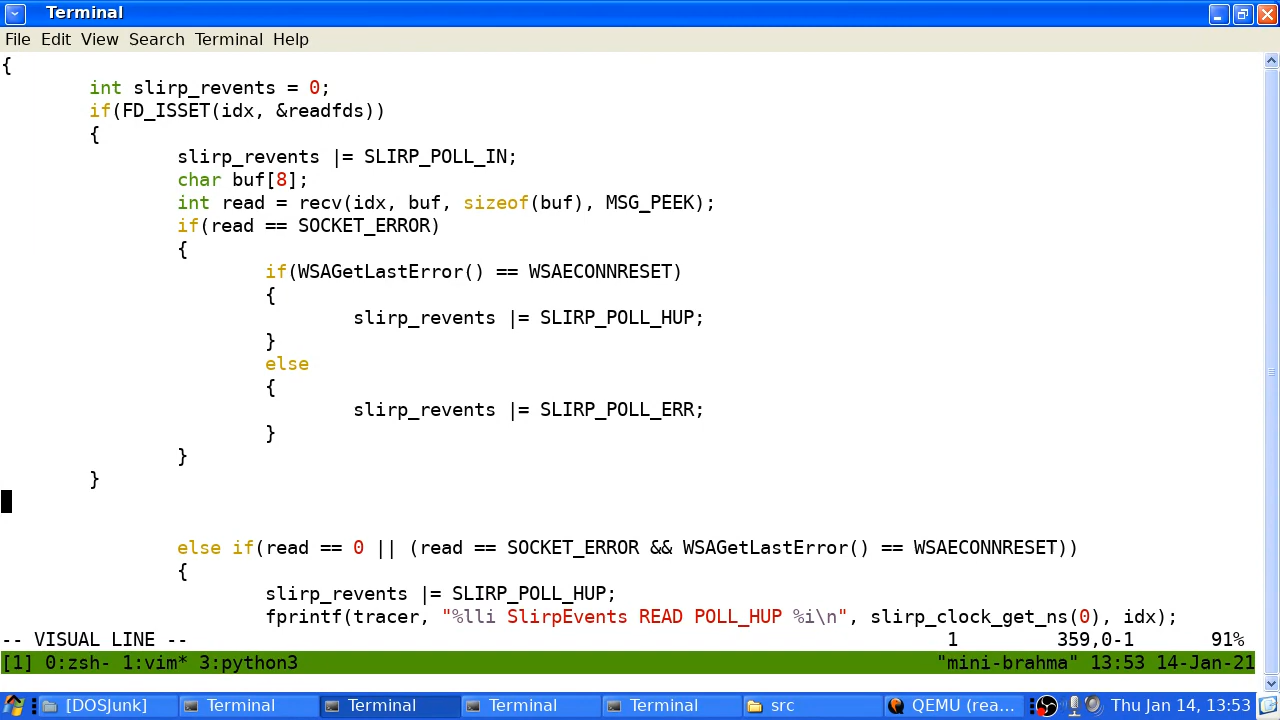 Terminal
File Edit View Search Terminal Help
{
int slirp_revents = 0;
if(FD_ISSET(idx, &readfds))
{
slirp_revents |= SLIRP_POLL_IN;
char buf[8];
int read = recv(idx, buf, sizeof(buf), MSG_PEEK);
if(read == SOCKET_ERROR)
{
if(WSAGetLastError() == WSAECONNRESET)
{
slirp_revents |= SLIRP_POLL_HUP;
}
else
{
slirp_revents |= SLIRP_POLL_ERR;
}
}
}
else if(read == 0 || (read == SOCKET_ERROR && WSAGetLastError() == WSAECONNRESET))
{
slirp_revents |= SLIRP_POLL_HUP;
fprintf(tracer, "%lli SlirpEvents READ POLL_HUP %i\n", slirp_clock_get_ns(0), idx);
-- VISUAL LINE -- 1 359,0-1 91%
[1] 0:zsh- 1:vim* 3:python3 "mini-brahma" 13:53 14-Jan-21
[DOSJunk] Terminal Terminal Terminal Terminal src QEMU (rea... Thu Jan 14, 13:53